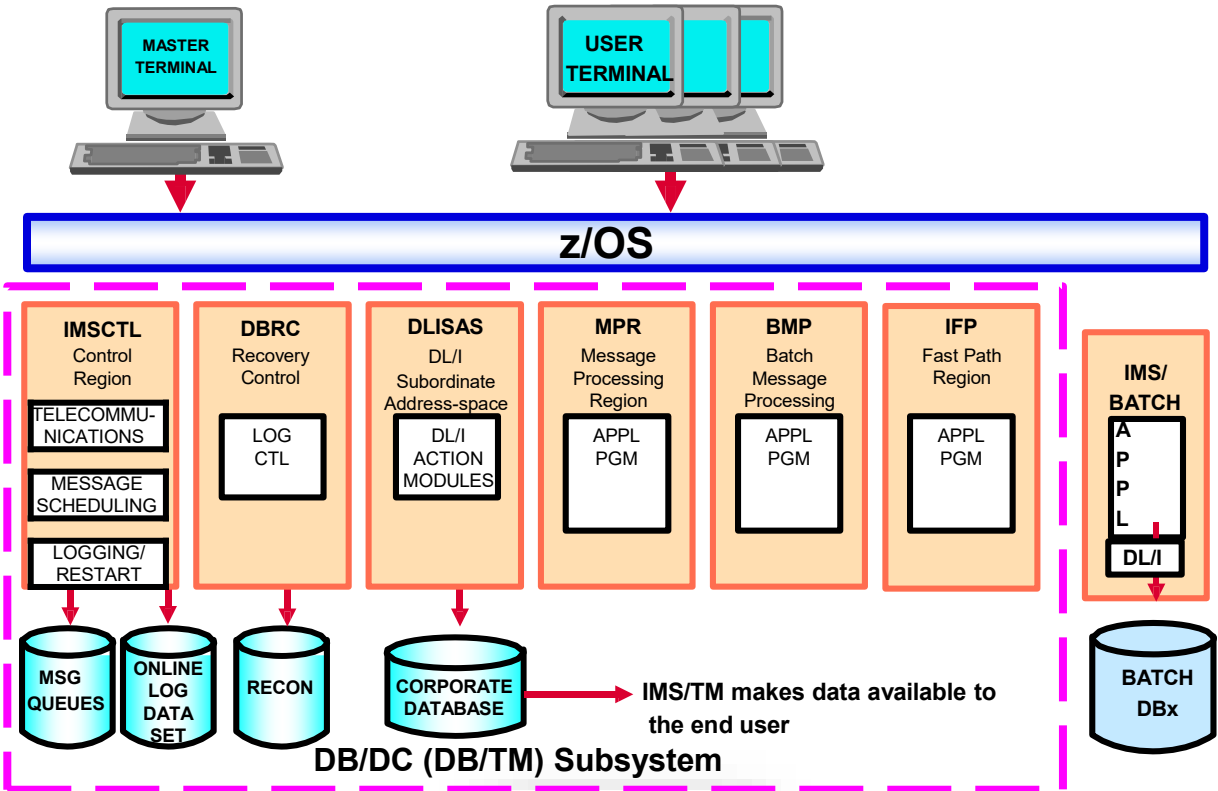 MASTER
TERMINAL
USER
TERMINAL
z/OS
IMSCTL
Control
Region
TELECOMMU-
NICATIONS
MESSAGE
SCHEDULING
LOGGING/
RESTART
DBRC
Recovery
Control
LOG
CTL
DLISAS
DL/I
Subordinate
Address-space
DL/I
ACTION
MODULES
MPR
Message
Processing
Region
APPL
PGM
BMP
Batch
Message
Processing
APPL
PGM
IFP
Fast Path
Region
APPL
PGM
IMS/
BATCH
A
P
P
L
DL/I
MSG
QUEUES
ONLINE
LOG
DATA
SET
RECON
CORPORATE
DATABASE
IMS/TM makes data available to
the end user
BATCH
DBx
DB/DC (DB/TM) Subsystem